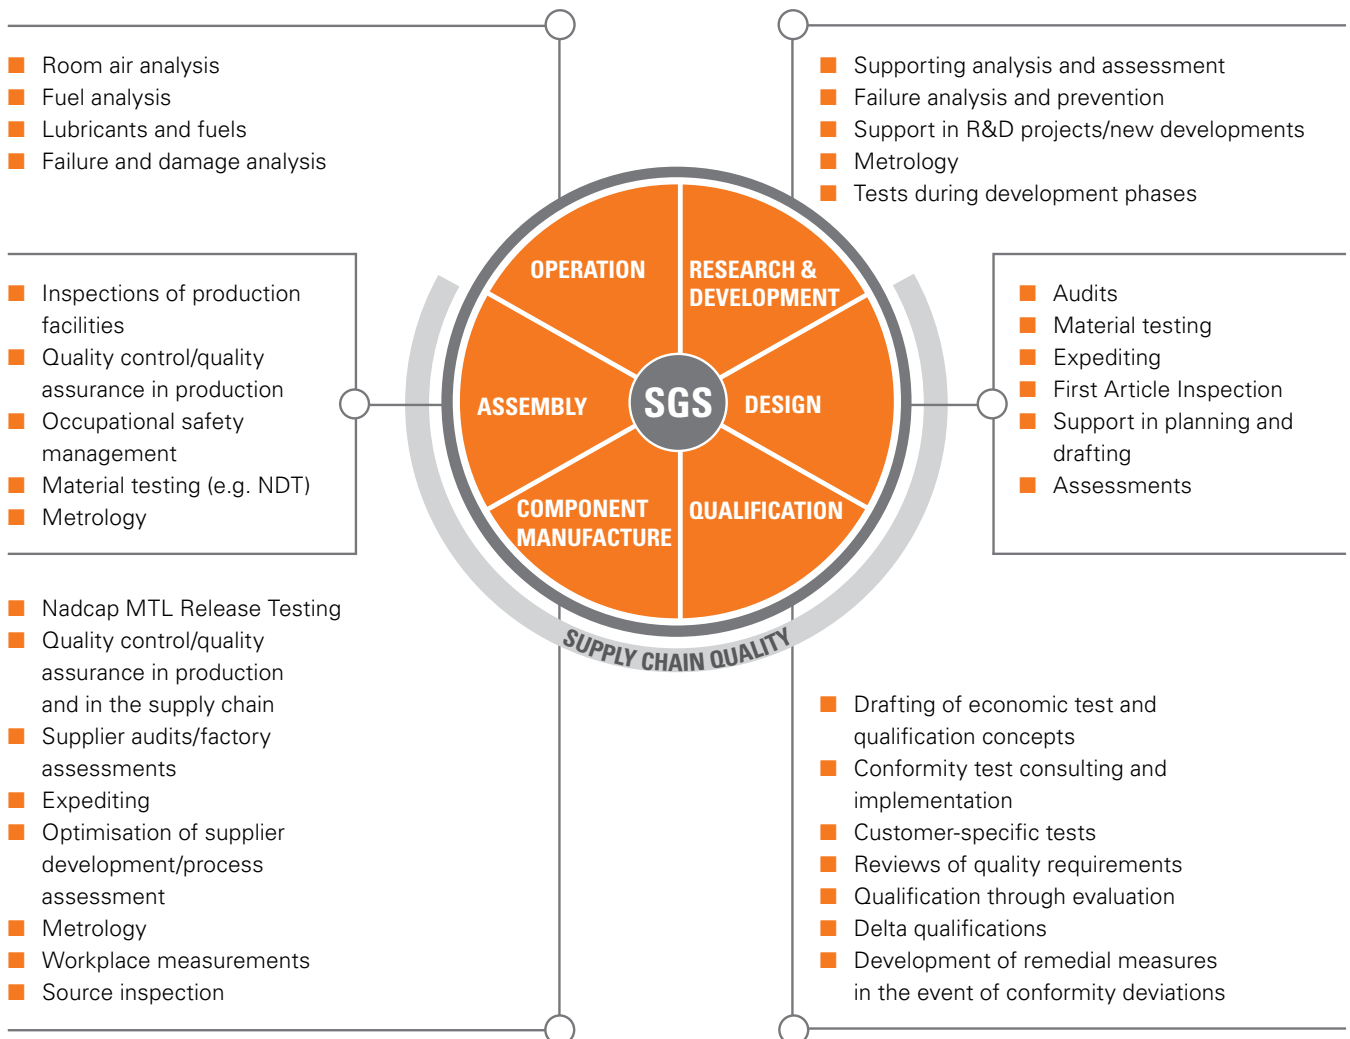 Room air analysis
Fuel analysis
Lubricants and fuels
Failure and damage analysis
Supporting analysis and assessment
Failure analysis and prevention
Support in R&D projects/new developments
Metrology
Tests during development phases
Inspections of production
facilities
Quality control/quality
assurance in production
Occupational safety
management
Material testing (e.g. NDT)
Metrology
OPERATION
RESEARCH &
DEVELOPMENT
ASSEMBLY
SGS
DESIGN
COMPONENT
MANUFACTURE
QUALIFICATION
SUPPLY CHAIN QUALITY
Audits
Material testing
Expediting
First Article Inspection
Support in planning and
drafting
Assessments
Nadcap MTL Release Testing
Quality control/quality
assurance in production
and in the supply chain
Supplier audits/factory
assessments
Expediting
Optimisation of supplier
development/process
assessment
Metrology
Workplace measurements
Source inspection
Drafting of economic test and
qualification concepts
Conformity test consulting and
implementation
Customer-specific tests
Reviews of quality requirements
Qualification through evaluation
Delta qualifications
Development of remedial measures
in the event of conformity deviations